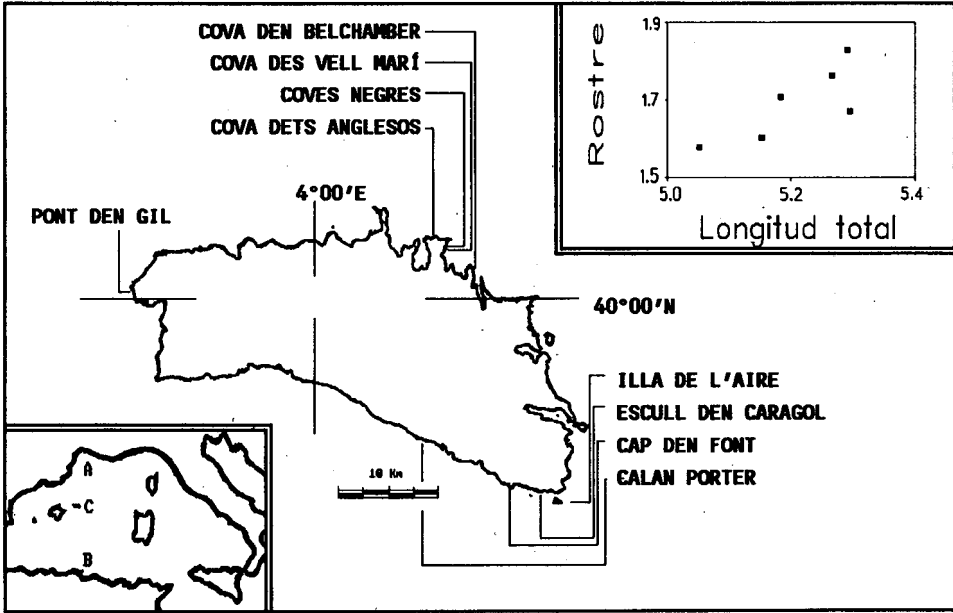 COVA DEN BELCHAMBER
COVA DES VELL MARÍ
COVES NEGRES
COVA DETS ANGLESOS
4°00'E
PONT DEN GIL
40°00'N
ILLA DE L'AIRE
ESCULL DEN CARAGOL
CAP DEN FONT
CALAN PORTER
10 Km
A
C
B
Rostre
1.9
1.7
1.5
5.0 5.2 5.4
Longitud total